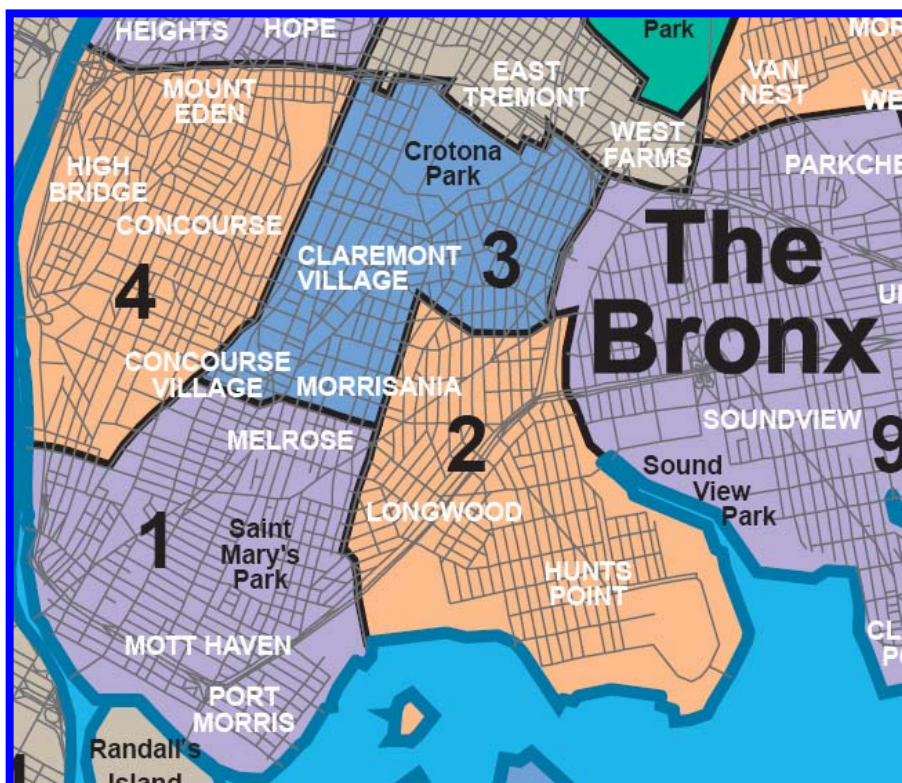 HEIGHTS
HOPE
Park
MOUNT
EDEN
EAST
TREMONT
VAN
NEST
WEST
FARMS
Crotona
Park
HIGH
BRIDGE
CONCOURSE
CLAREMONT
VILLAGE
3
The
Bronx
4
CONCOURSE
VILLAGE
MORRISANIA
MELROSE
2
SOUNDVIEW
9
Sound
View
Park
LONGWOOD
1
Saint
Mary's
Park
HUNTS
POINT
MOTT HAVEN
PORT
MORRIS
Randall's
Island